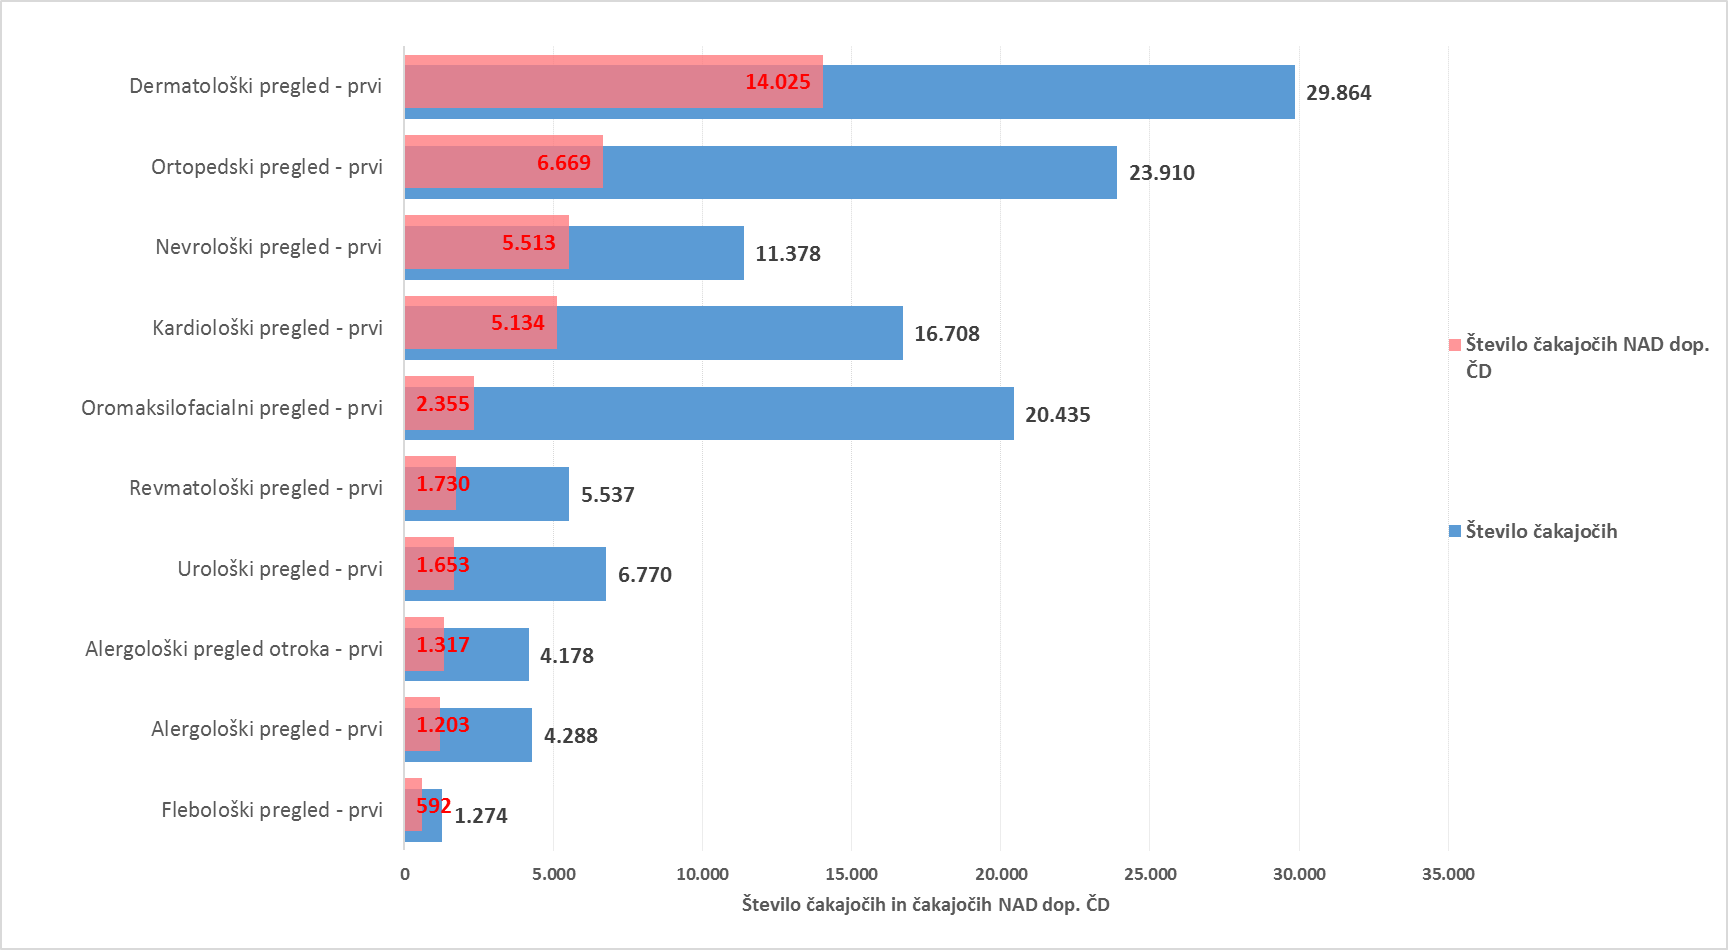 Dermatološki pregled - prvi
14.025
29.864
Ortopedski pregled - prvi
6.669
23.910
Nevrološki pregled - prvi
5.513
11.378
Kardiološki pregled - prvi
5.134
16.708
Oromaksilofacialni pregled - prvi
2.355
20.435
Revmatološki pregled - prvi
1.730
5.537
Urološki pregled - prvi
1.653
6.770
Alergološki pregled otroka - prvi
1.317
4.178
Alergološki pregled - prvi
1.203
4.288
Flebološki pregled - prvi
592
1.274
0
5.000
10.000
15.000
20.000
25.000
30.000
35.000
Število čakajočih in čakajočih NAD dop. ČD
Število čakajočih NAD dop.
ČD
Število čakajočih